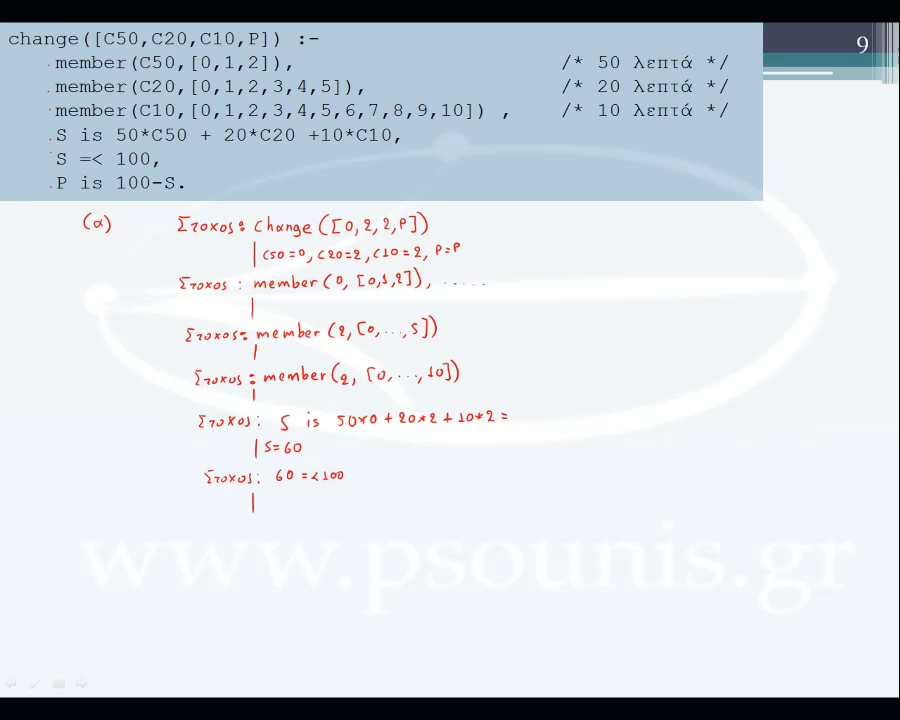 change([C50,C20,C10,P]) :-
9
member(C50,[0,1,2]), /* 50 λεπτά */
member(C20,[0,1,2,3,4,5]), /* 20 λεπτά */
member(C10,[0,1,2,3,4,5,6,7,8,9,10]) , /* 10 λεπτά */
S is 50*C50 + 20*C20 +10*C10,
S =< 100,
P is 100-S.
(α) Στοχος: change([0,2,2,P])
C50=0, C20=2, C10=2, P=P
Στοχος : member(0, [0,1,2]), ......
Στοχος: member(2,[0,...,5])
Στοχος : member(2, [0,...,10])
Στοχος: S is 50*0+20*2+10*2=
S=60
Στοχος: 60 =<100
www.psounis.gr